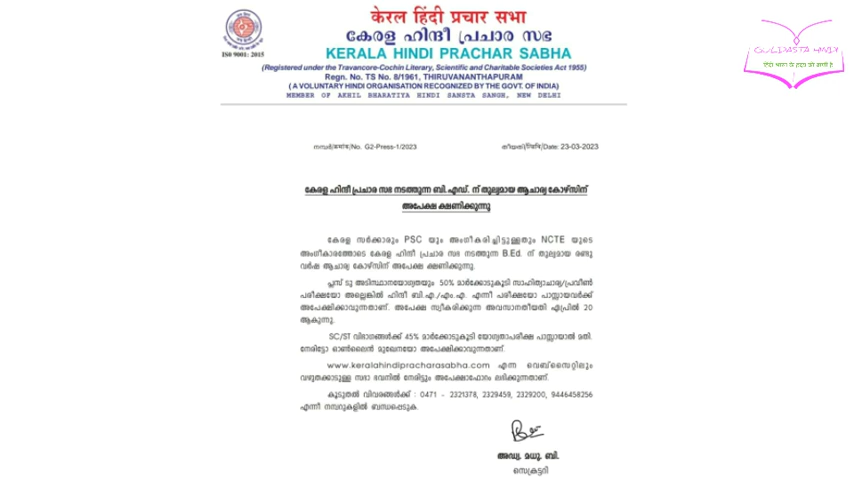 केरल हिंदी प्रचार सभा
കേരള ഹിന്ദീ പ്രചാര സഭ
KERALA HINDI PRACHAR SABHA
ISO 9001: 2015
(Registered under the Travancore-Cochin Literary, Scientific and Charitable Societies Act 1955)
Regn. No. TS No. 8/1961, THIRUVANANTHAPURAM
( A VOLUNTARY HINDI ORGANISATION RECOGNIZED BY THE GOVT. OF INDIA)
MEMBER OF AKHIL BHARATIYA HINDI SANSTA SANGH, NEW DELHI
GULDASTA HINDI
നമ്പർ/क्रमांक/No. G2-Press-1/2023
തീയതി/तिथि/Date: 23-03-2023
കേരള ഹിന്ദീ പ്രചാര സഭ നടത്തുന്ന ബി.എഡ്. ന് തുല്യമായ ആചാര്യ കോഴ്സിന്
അപേക്ഷ ക്ഷണിക്കുന്നു
കേരള സർക്കാരും PSC യും അംഗീകരിച്ചിട്ടുള്ളതും NCTE യുടെ
അംഗീകാരത്തോടെ കേരള ഹിന്ദീ പ്രചാര സഭ നടത്തുന്ന B.Ed. ന് തുല്യമായ രണ്ടു
വർഷ ആചാര്യ കോഴ്സിന് അപേക്ഷ ക്ഷണിക്കുന്നു.
പ്ലസ് ടു അടിസ്ഥാനയോഗ്യതയും 50% മാർക്കോടുകൂടി സാഹിത്യാചാര്യ/പ്രവീൺ
പരീക്ഷയോ അല്ലെങ്കിൽ ഹിന്ദീ ബി.എ./എം.എ. എന്നീ പരീക്ഷയോ പാസ്സായവർക്ക്
അപേക്ഷിക്കാവുന്നതാണ്. അപേക്ഷ സ്വീകരിക്കുന്ന അവസാനതീയതി ഏപ്രിൽ 20
ആകുന്നു.
SC/ST വിഭാഗങ്ങൾക്ക് 45% മാർക്കോടുകൂടി യോഗ്യതാപരീക്ഷ പാസ്സായാൽ മതി.
നേരിട്ടോ ഓൺലൈൻ മുഖേനയോ അപേക്ഷിക്കാവുന്നതാണ്.
www.keralahindipracharasabha.com എന്ന വെബ്സൈറ്റിലും
വഴുതക്കാടുള്ള സഭാ ഭവനിൽ നേരിട്ടും അപേക്ഷാഫോറം ലഭിക്കുന്നതാണ്.
കൂടുതൽ വിവരങ്ങൾക്ക് : 0471 - 2321378, 2329459, 2329200, 9446458256
എന്നീ നമ്പറുകളിൽ ബന്ധപ്പെടുക.
അഡ്വ. മധു. ബി.
സെക്രട്ടറി